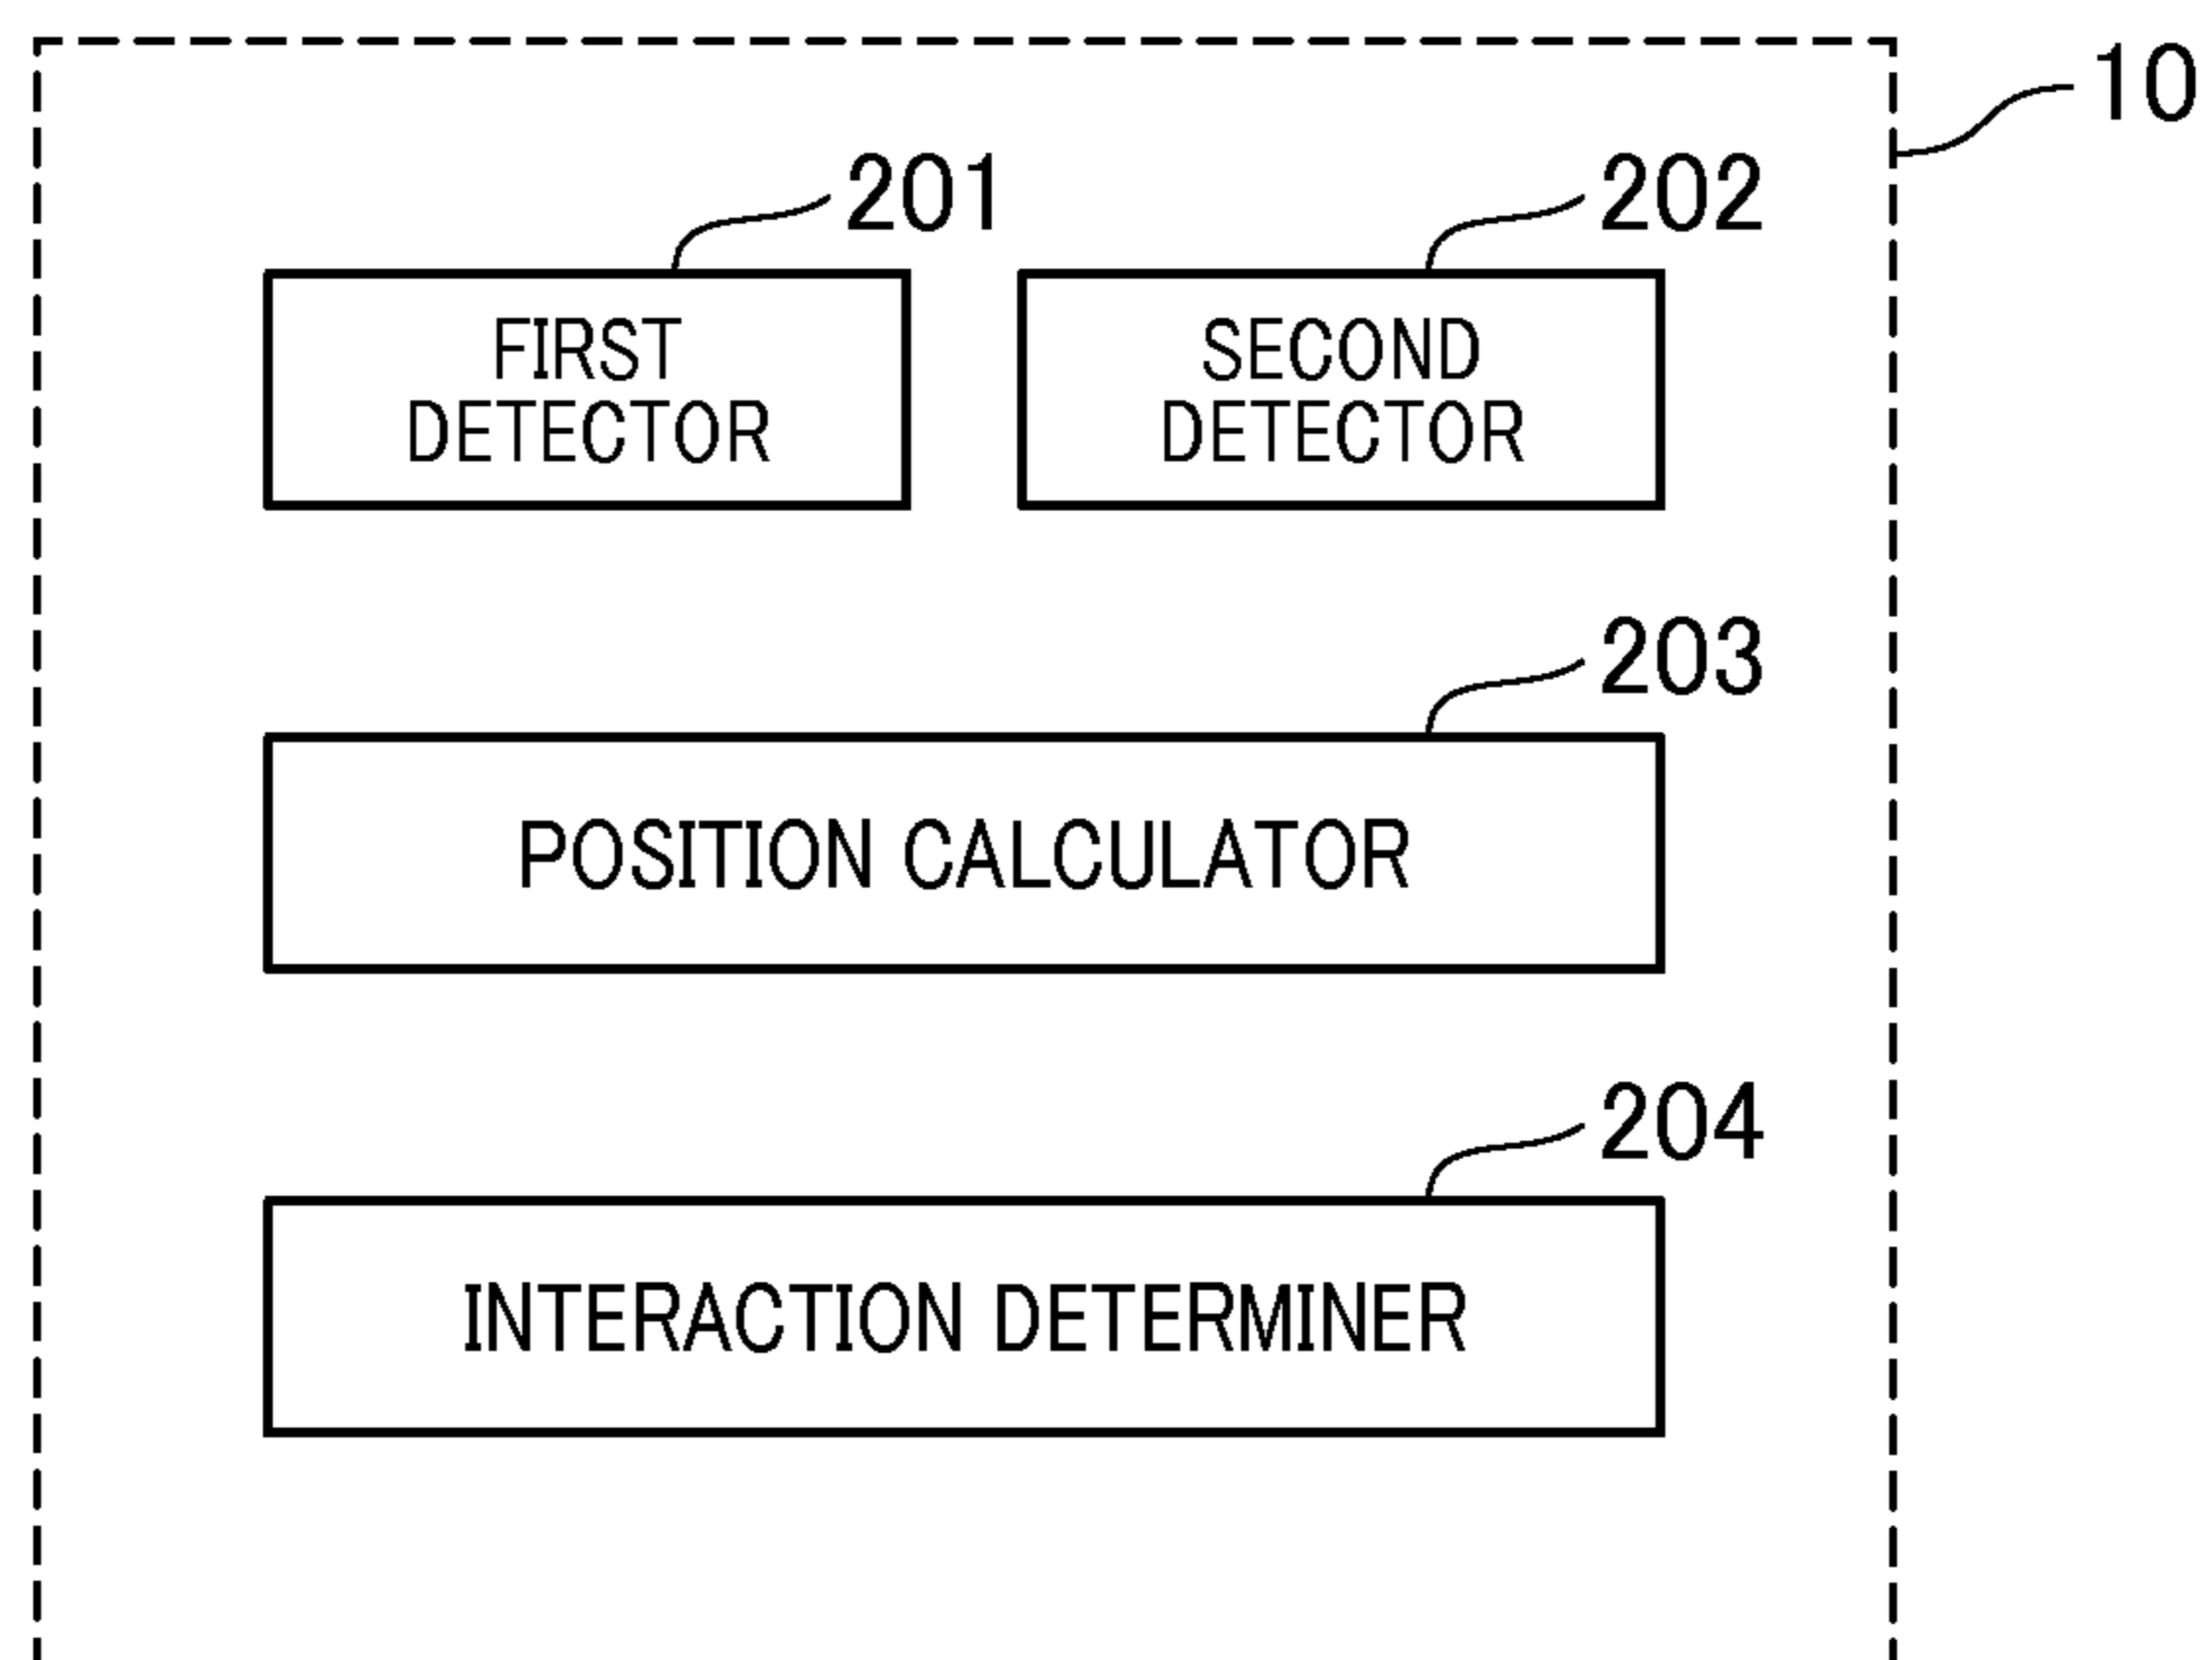 10
201
202
FIRST
DETECTOR
SECOND
DETECTOR
203
POSITION CALCULATOR
204
INTERACTION DETERMINER